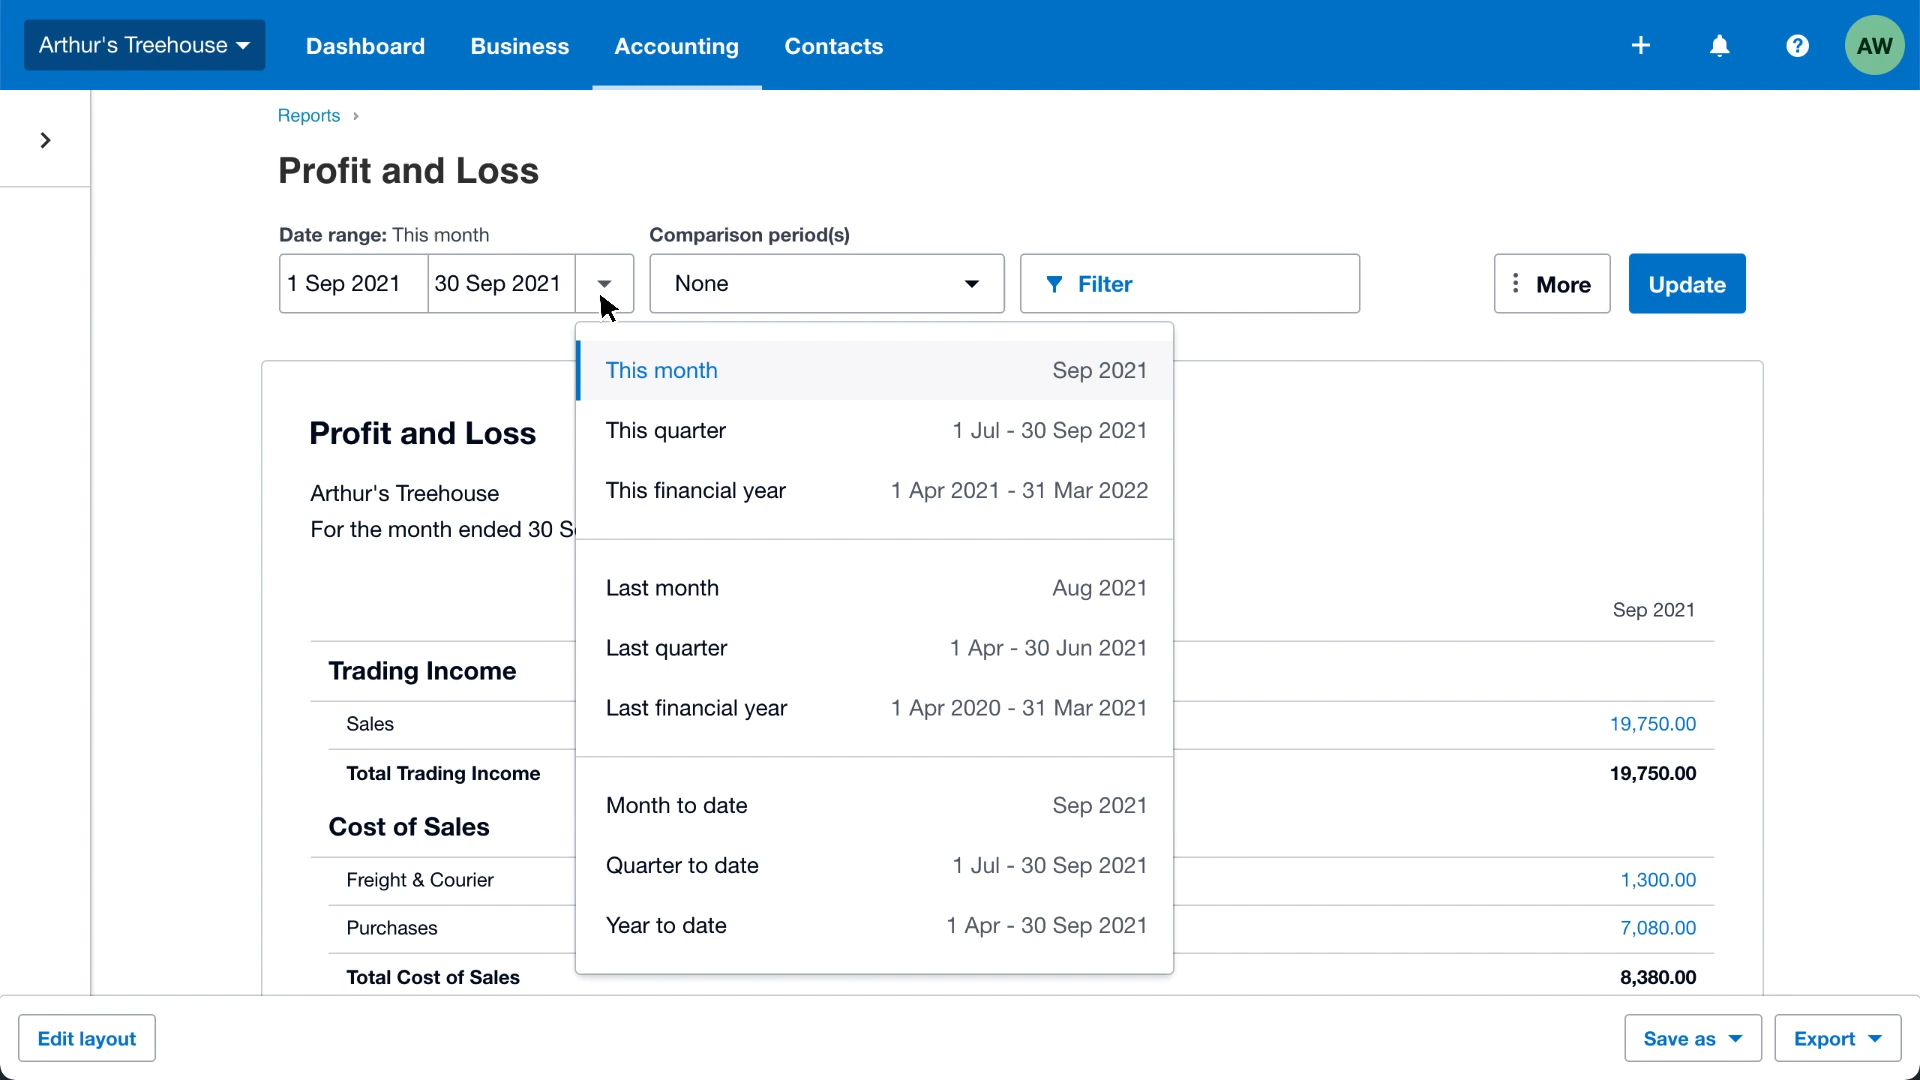 Arthur's Treehouse
Dashboard
Business
Accounting
Contacts
AW
Reports
Profit and Loss
Date range: This month
Comparison period(s)
1 Sep 2021
30 Sep 2021
None
Filter
More
Update
This month Sep 2021
This quarter 1 Jul - 30 Sep 2021
This financial year 1 Apr 2021 - 31 Mar 2022
Last month Aug 2021
Last quarter 1 Apr - 30 Jun 2021
Last financial year 1 Apr 2020 - 31 Mar 2021
Month to date Sep 2021
Quarter to date 1 Jul - 30 Sep 2021
Year to date 1 Apr - 30 Sep 2021
Profit and Loss
Arthur's Treehouse
For the month ended 30
Sep 2021
Trading Income
Sales 19,750.00
Total Trading Income 19,750.00
Cost of Sales
Freight & Courier 1,300.00
Purchases 7,080.00
Total Cost of Sales 8,380.00
Edit layout
Save as
Export